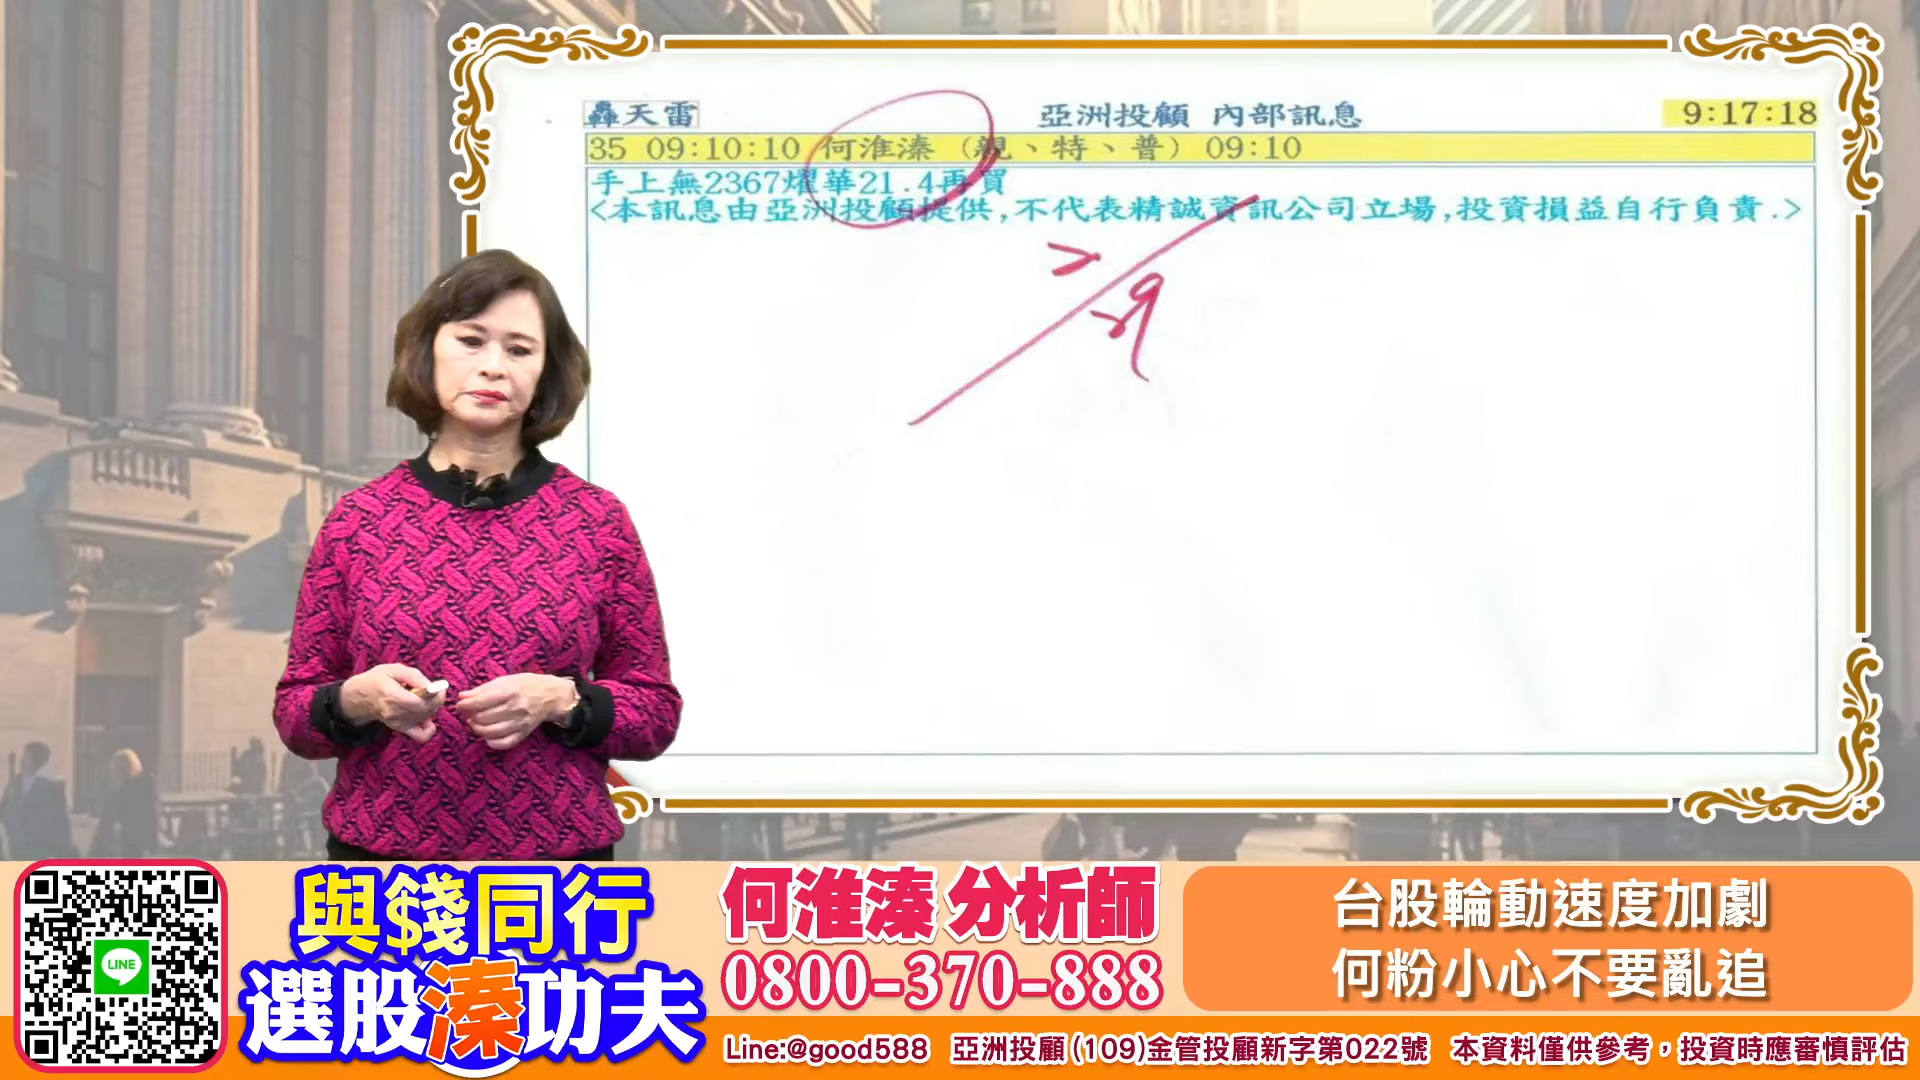 轟天雷 亞洲投顧 內部訊息 9:17:18
35 09:10:10 何淮溱 (親、特、普) 09:10
手上無2367燿華21.4再買
<本訊息由亞洲投顧提供,不代表精誠資訊公司立場,投資損益自行負責.>
LINE
與錢同行
選股溱功夫
何淮溱 分析師
0800-370-888
台股輪動速度加劇
何粉小心不要亂追
Line:@good588 亞洲投顧 (109)金管投顧新字第022號 本資料僅供參考，投資時應審慎評估